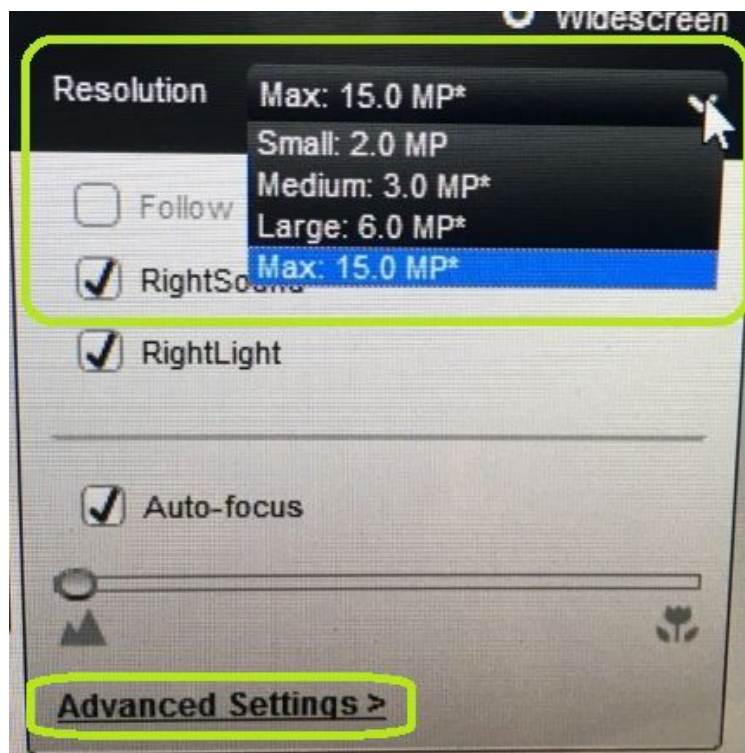 Widescreen
Resolution Max: 15.0 MP*
Small: 2.0 MP
Medium: 3.0 MP*
Follow
Large: 6.0 MP*
Max: 15.0 MP*
RightSound
RightLight
Auto-focus
Advanced Settings >